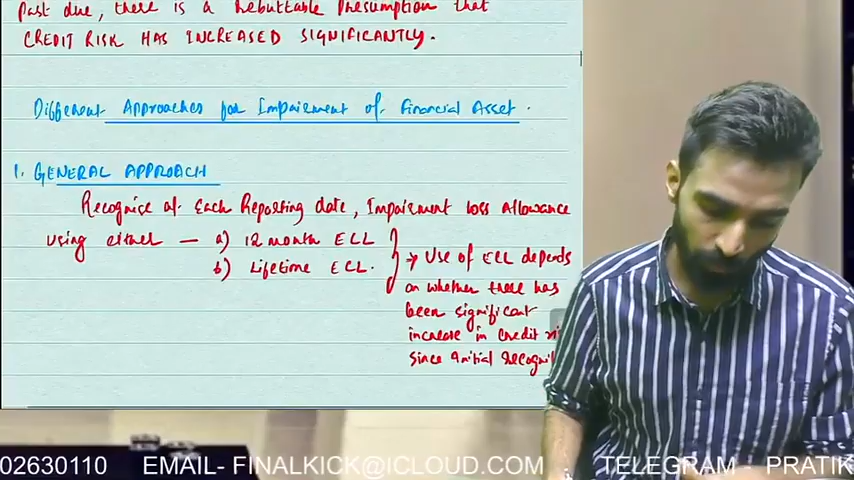 Past due, there is a Rebuttable Presumption that
CREDIT RISK HAS INCREASED SIGNIFICANTLY.
Different Approaches for Impairment of Financial Asset.
1. GENERAL APPROACH
Recognise at Each Reporting date, Impairment loss allowance
using either — a) 12 month ECL
b) Lifetime ECL.
→ Use of ECL depends
on whether there has
been significant
increase in credit
since initial
02630110 EMAIL- FINALKICK@ICLOUD.COM TELEGRAM - PRATIK